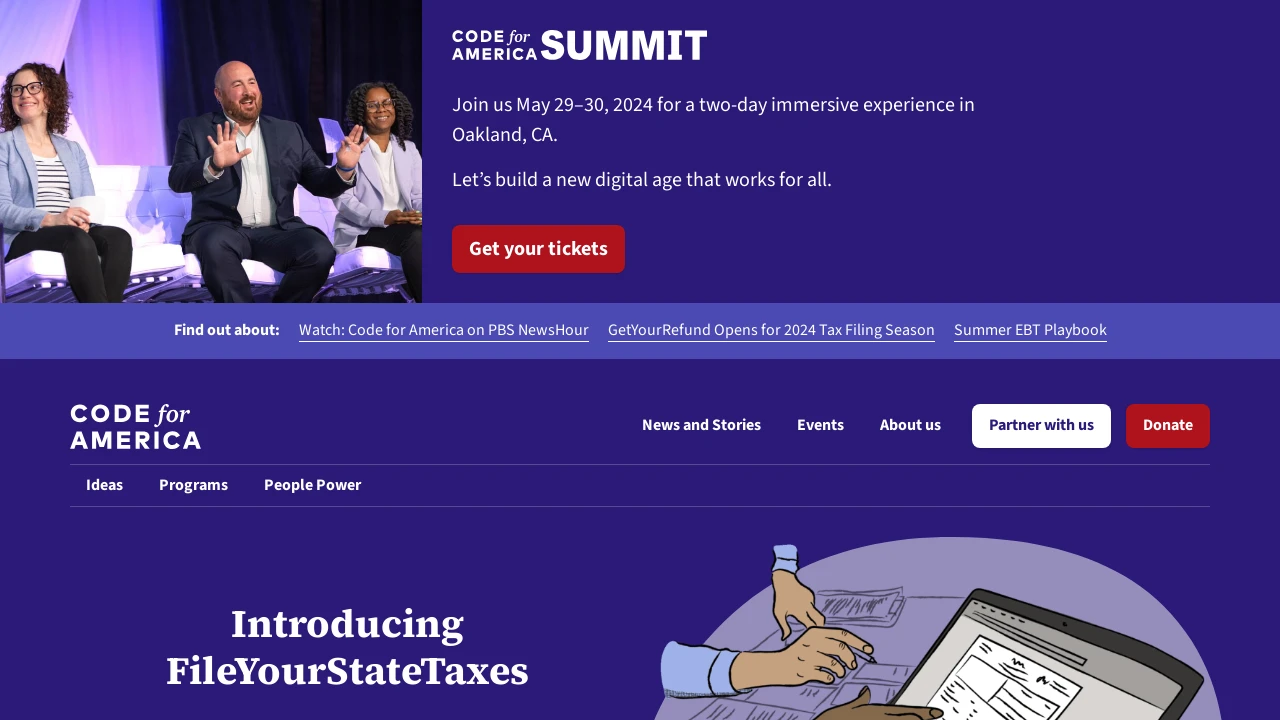 CODE for
AMERICA SUMMIT
Join us May 29–30, 2024 for a two-day immersive experience in
Oakland, CA.
Let’s build a new digital age that works for all.
Get your tickets
Find out about: Watch: Code for America on PBS NewsHour GetYourRefund Opens for 2024 Tax Filing Season Summer EBT Playbook
CODE for
AMERICA
News and Stories Events About us Partner with us Donate
Ideas Programs People Power
Introducing
FileYourStateTaxes